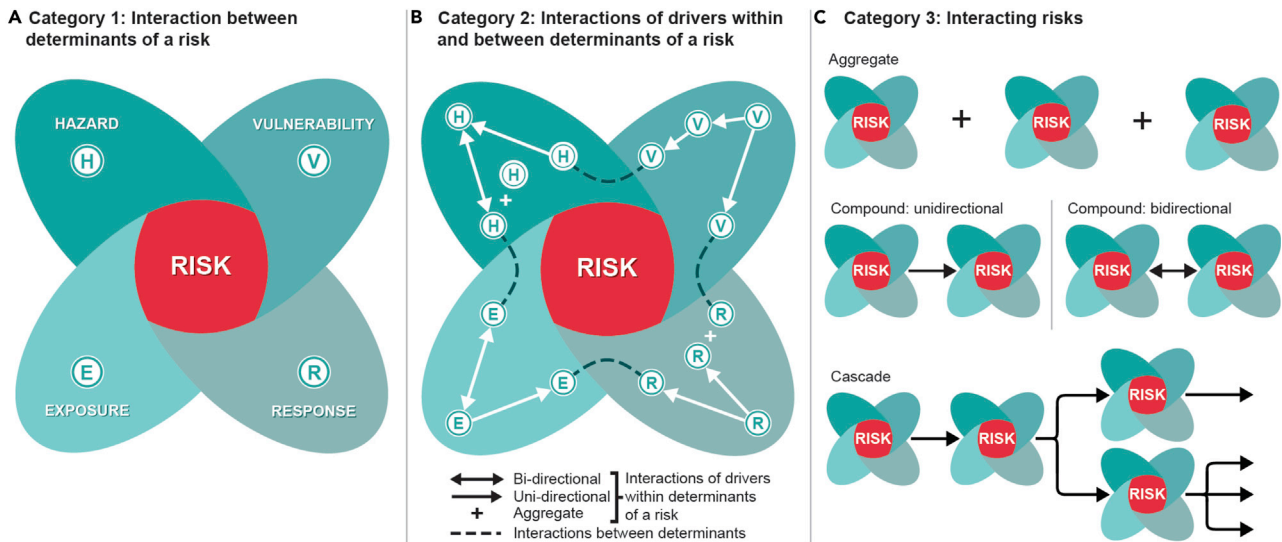 A Category 1: Interaction between
determinants of a risk
HAZARD
H
VULNERABILITY
V
RISK
E
EXPOSURE
R
RESPONSE
B Category 2: Interactions of drivers within
and between determinants of a risk
H
H
H
+
H
V
V
V
V
RISK
E
E
E
R
+
R
R
R
Bi-directional
Uni-directional
+ Aggregate
Interactions of drivers
within determinants
of a risk
Interactions between determinants
C Category 3: Interacting risks
Aggregate
RISK + RISK + RISK
Compound: unidirectional
RISK RISK
Compound: bidirectional
RISK RISK
Cascade
RISK RISK
RISK
RISK